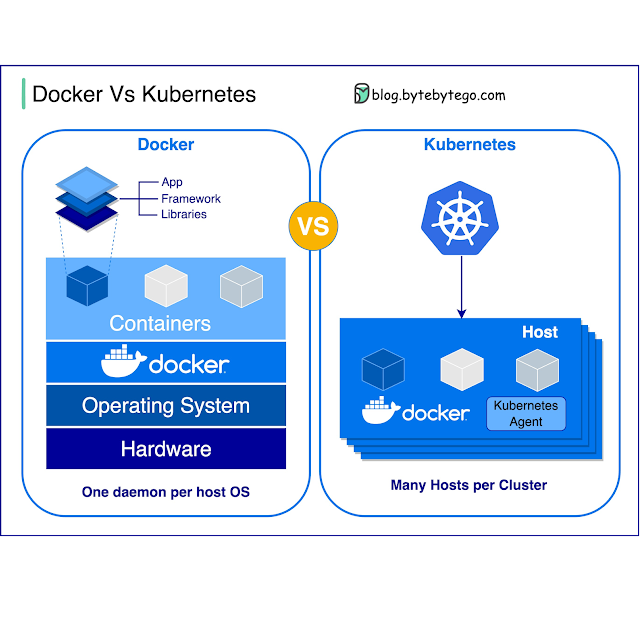 Docker Vs Kubernetes
blog.bytebytego.com
Docker
App
Framework
Libraries
Containers
docker
Operating System
Hardware
One daemon per host OS
VS
Kubernetes
Host
docker
Kubernetes
Agent
Many Hosts per Cluster